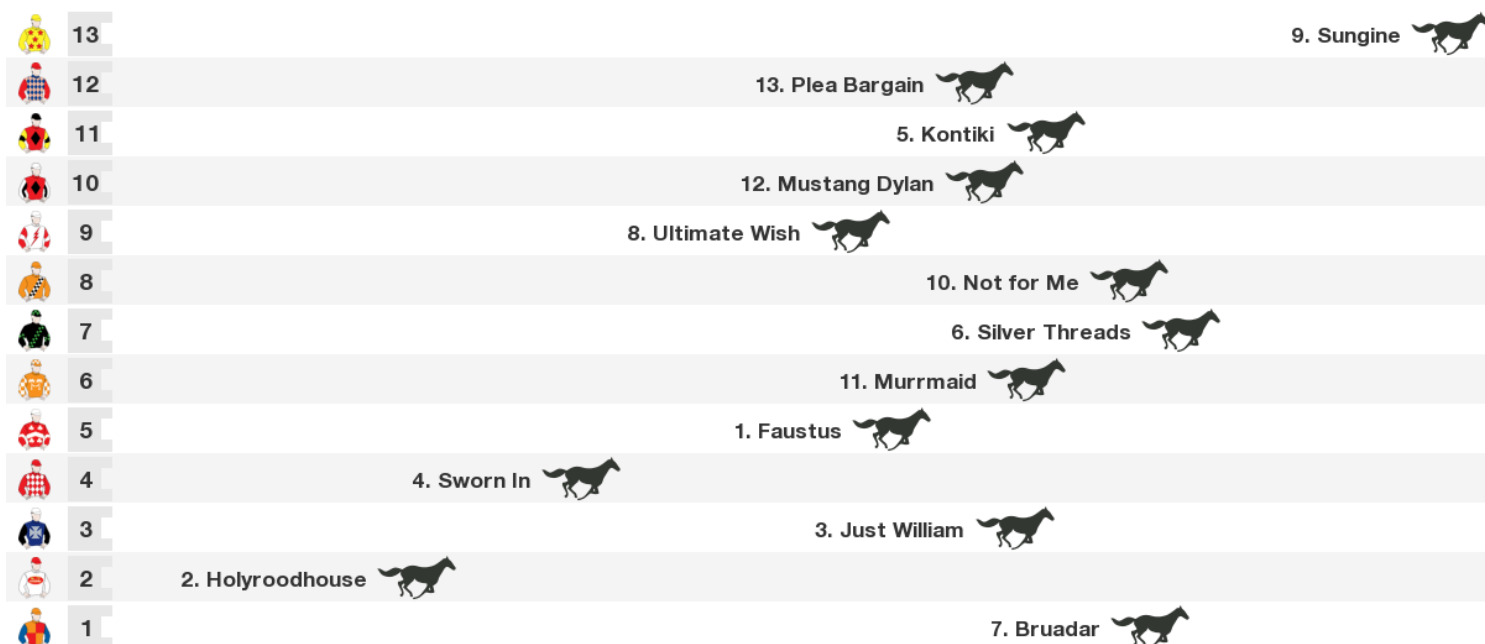 13 9. Sungine
12 13. Plea Bargain
11 5. Kontiki
10 12. Mustang Dylan
9 8. Ultimate Wish
8 10. Not for Me
7 6. Silver Threads
6 11. Murrmaid
5 1. Faustus
4 4. Sworn In
3 3. Just William
2 2. Holyroodhouse
1 7. Bruadar